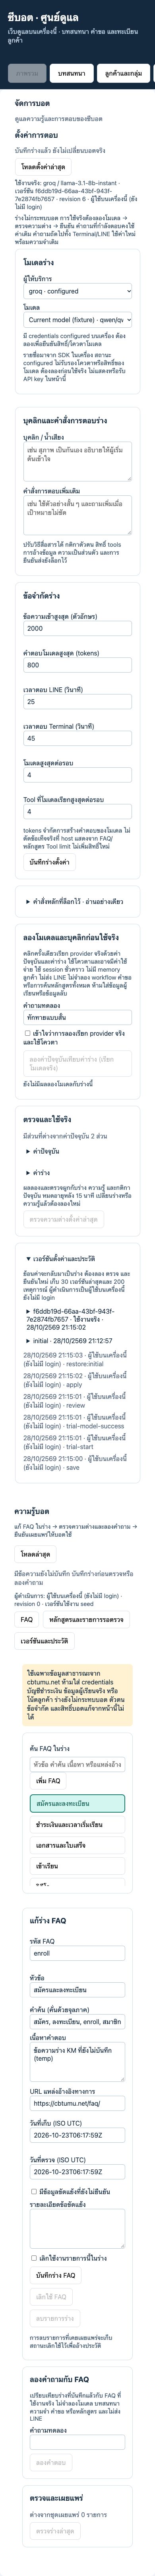 ชีบอต · ศูนย์ดูแล
เว็บดูแลบนเครื่องนี้ · บทสนทนา คำขอ และทะเบียน
ลูกค้า
ภาพรวม
บทสนทนา
ลูกค้าและกลุ่ม
จัดการบอต
ดูแลความรู้และการตอบของชีบอต
ตั้งค่าการตอบ
บันทึกร่างแล้ว ยังไม่เปลี่ยนบอตจริง
โหลดตั้งค่าล่าสุด
ใช้งานจริง: groq / llama-3.1-8b-instant ·
เวอร์ชัน f6ddb19d-66aa-43bf-943f-
7e2874f37657 · revision 6 · ผู้ใช้บนเครื่องนี้ (ยัง
ไม่มี login)
ร่างไม่กระทบบอต การใช้จริงต้องลองโมเดล →
ตรวจความต่าง → ยืนยัน คำถามที่กำลังตอบคงใช้
ค่าเดิม คำถามถัดไปทั้ง Terminal/LINE ใช้ค่าใหม่
พร้อมความจำเดิม
โมเดลร่าง
ผู้ให้บริการ
groq · configured
โมเดล
Current model (fixture) · qwen/qv
มี credentials configured บนเครื่อง ต้อง
ลองเพื่อยืนยันสิทธิ์/โควตาโมเดล
รายชื่อมาจาก SDK ในเครื่อง สถานะ
configured ไม่รับรองโควตาหรือสิทธิ์ของ
โมเดล ต้องลองก่อนใช้จริง ไม่แสดงหรือรับ
API key ในหน้านี้
บุคลิกและคำสั่งการตอบร่าง
บุคลิก / น้ำเสียง
เช่น สุภาพ เป็นกันเอง อธิบายให้ผู้เริ่ม
ต้นเข้าใจ
คำสั่งการตอบเพิ่มเติม
เช่น ใช้ตัวอย่างสั้น ๆ และถามเพิ่มเมื่อ
เป้าหมายไม่ชัด
ปรับวิธีสื่อสารได้ กติกาตัวตน สิทธิ์ tools
การอ้างข้อมูล ความเป็นส่วนตัว และการ
ยืนยันส่งยังล็อกไว้
ข้อจำกัดร่าง
ข้อความเข้าสูงสุด (ตัวอักษร)
2000
คำตอบโมเดลสูงสุด (tokens)
800
เวลาตอบ LINE (วินาที)
25
เวลาตอบ Terminal (วินาที)
45
โมเดลสูงสุดต่อรอบ
4
Tool ที่โมเดลเรียกสูงสุดต่อรอบ
4
tokens จำกัดการสร้างคำตอบของโมเดล ไม่
ตัดข้อเท็จจริงที่ host แสดงจาก FAQ/
หลักสูตร Tool limit ไม่เพิ่มสิทธิ์ใหม่
บันทึกร่างตั้งค่า
▸ คำสั่งหลักที่ล็อกไว้ · อ่านอย่างเดียว
ลองโมเดลและบุคลิกก่อนใช้จริง
คลิกครั้งเดียวเรียก provider จริงด้วยค่า
ปัจจุบันและค่าร่าง ใช้โควตาและอาจมีค่าใช้
จ่าย ใช้ session ชั่วคราว ไม่มี memory
ลูกค้า ไม่ส่ง LINE ไม่จำลอง workflow คำขอ
หรือการค้นหลักสูตรทั้งหมด ห้ามใส่ข้อมูลผู้
เรียนหรือข้อมูลลับ
คำถามทดลอง
ทักทายแบบสั้น
เข้าใจว่าการลองเรียก provider จริง
และใช้โควตา
ลองค่าปัจจุบันเทียบค่าร่าง (เรียก
โมเดลจริง)
ยังไม่มีผลลองโมเดลกับร่างนี้
ตรวจและใช้จริง
มีส่วนที่ต่างจากค่าปัจจุบัน 2 ส่วน
▸ ค่าปัจจุบัน
▸ ค่าร่าง
ผลลองและตรวจผูกกับร่าง ความรู้ และกติกา
ปัจจุบัน หมดอายุหลัง 15 นาที เปลี่ยนร่างหรือ
ความรู้แล้วต้องลองใหม่
ตรวจความต่างตั้งค่าล่าสุด
▾ เวอร์ชันตั้งค่าและประวัติ
ย้อนค่าจะกลับมาเป็นร่าง ต้องลอง ตรวจ และ
ยืนยันใหม่ เก็บ 30 เวอร์ชันล่าสุดและ 200
เหตุการณ์ ผู้ดำเนินการเป็นผู้ใช้บนเครื่องนี้
ยังไม่มี login
▸ f6ddb19d-66aa-43bf-943f-
7e2874f37657 · ใช้งานจริง ·
28/10/2569 21:15:02
▸ initial · 28/10/2569 21:12:57
28/10/2569 21:15:03 · ผู้ใช้บนเครื่องนี้
(ยังไม่มี login) · restore:initial
28/10/2569 21:15:02 · ผู้ใช้บนเครื่องนี้
(ยังไม่มี login) · apply
28/10/2569 21:15:01 · ผู้ใช้บนเครื่องนี้
(ยังไม่มี login) · review
28/10/2569 21:15:01 · ผู้ใช้บนเครื่องนี้
(ยังไม่มี login) · trial-model-success
28/10/2569 21:15:01 · ผู้ใช้บนเครื่องนี้
(ยังไม่มี login) · trial-start
28/10/2569 21:15:00 · ผู้ใช้บนเครื่องนี้
(ยังไม่มี login) · save
ความรู้บอต
แก้ FAQ ในร่าง → ตรวจความต่างและลองคำถาม →
ยืนยันเผยแพร่ให้บอตใช้
โหลดล่าสุด
มีข้อความยังไม่บันทึก บันทึกร่างก่อนตรวจหรือ
ลองคำถาม
ผู้ดำเนินการ: ผู้ใช้บนเครื่องนี้ (ยังไม่มี login) ·
revision 0 · เวอร์ชันใช้งาน seed
FAQ
หลักสูตรและรายการรอตรวจ
เวอร์ชันและประวัติ
ใช้เฉพาะข้อมูลสาธารณะจาก
cbtumu.net ห้ามใส่ credentials
บัญชีชำระเงิน ข้อมูลผู้เรียนจริง หรือ
โน้ตลูกค้า ร่างยังไม่กระทบบอต ตัวตน
ข้อจำกัด และสิทธิ์บอตแก้จากหน้านี้ไม่
ได้
ค้น FAQ ในร่าง
หัวข้อ คำค้น เนื้อหา หรือแหล่งอ้าง
เพิ่ม FAQ
สมัครและลงทะเบียน
ชำระเงินและเวลาเริ่มเรียน
เอกสารและใบเสร็จ
เข้าเรียน
แก้ร่าง FAQ
รหัส FAQ
enroll
หัวข้อ
สมัครและลงทะเบียน
คำค้น (คั่นด้วยจุลภาค)
สมัคร, ลงทะเบียน, enroll, สมาชิก
เนื้อหาคำตอบ
ข้อความร่าง KM ที่ยังไม่บันทึก
(temp)
URL แหล่งอ้างอิงทางการ
https://cbtumu.net/faq/
วันที่เก็บ (ISO UTC)
2026-10-23T06:17:59Z
วันที่ตรวจ (ISO UTC)
2026-10-23T06:17:59Z
มีข้อมูลขัดแย้งที่ยังไม่ยืนยัน
รายละเอียดข้อขัดแย้ง
เลิกใช้งานรายการนี้ในร่าง
บันทึกร่าง FAQ
เลิกใช้ FAQ
ลบรายการร่าง
การลบรายการที่เคยเผยแพร่จะเก็บ
สถานะเลิกใช้ไว้เพื่ออ้างประวัติ
ลองคำถามกับ FAQ
เปรียบเทียบร่างที่บันทึกแล้วกับ FAQ ที่
ใช้งานจริง ไม่จำลองโมเดล บทสนทนา
ความจำ คำขอ หรือหลักสูตร และไม่ส่ง
LINE
คำถามทดลอง
ลองคำตอบ
ตรวจและเผยแพร่
ต่างจากชุดเผยแพร่ 0 รายการ
ตรวจร่างล่าสุด